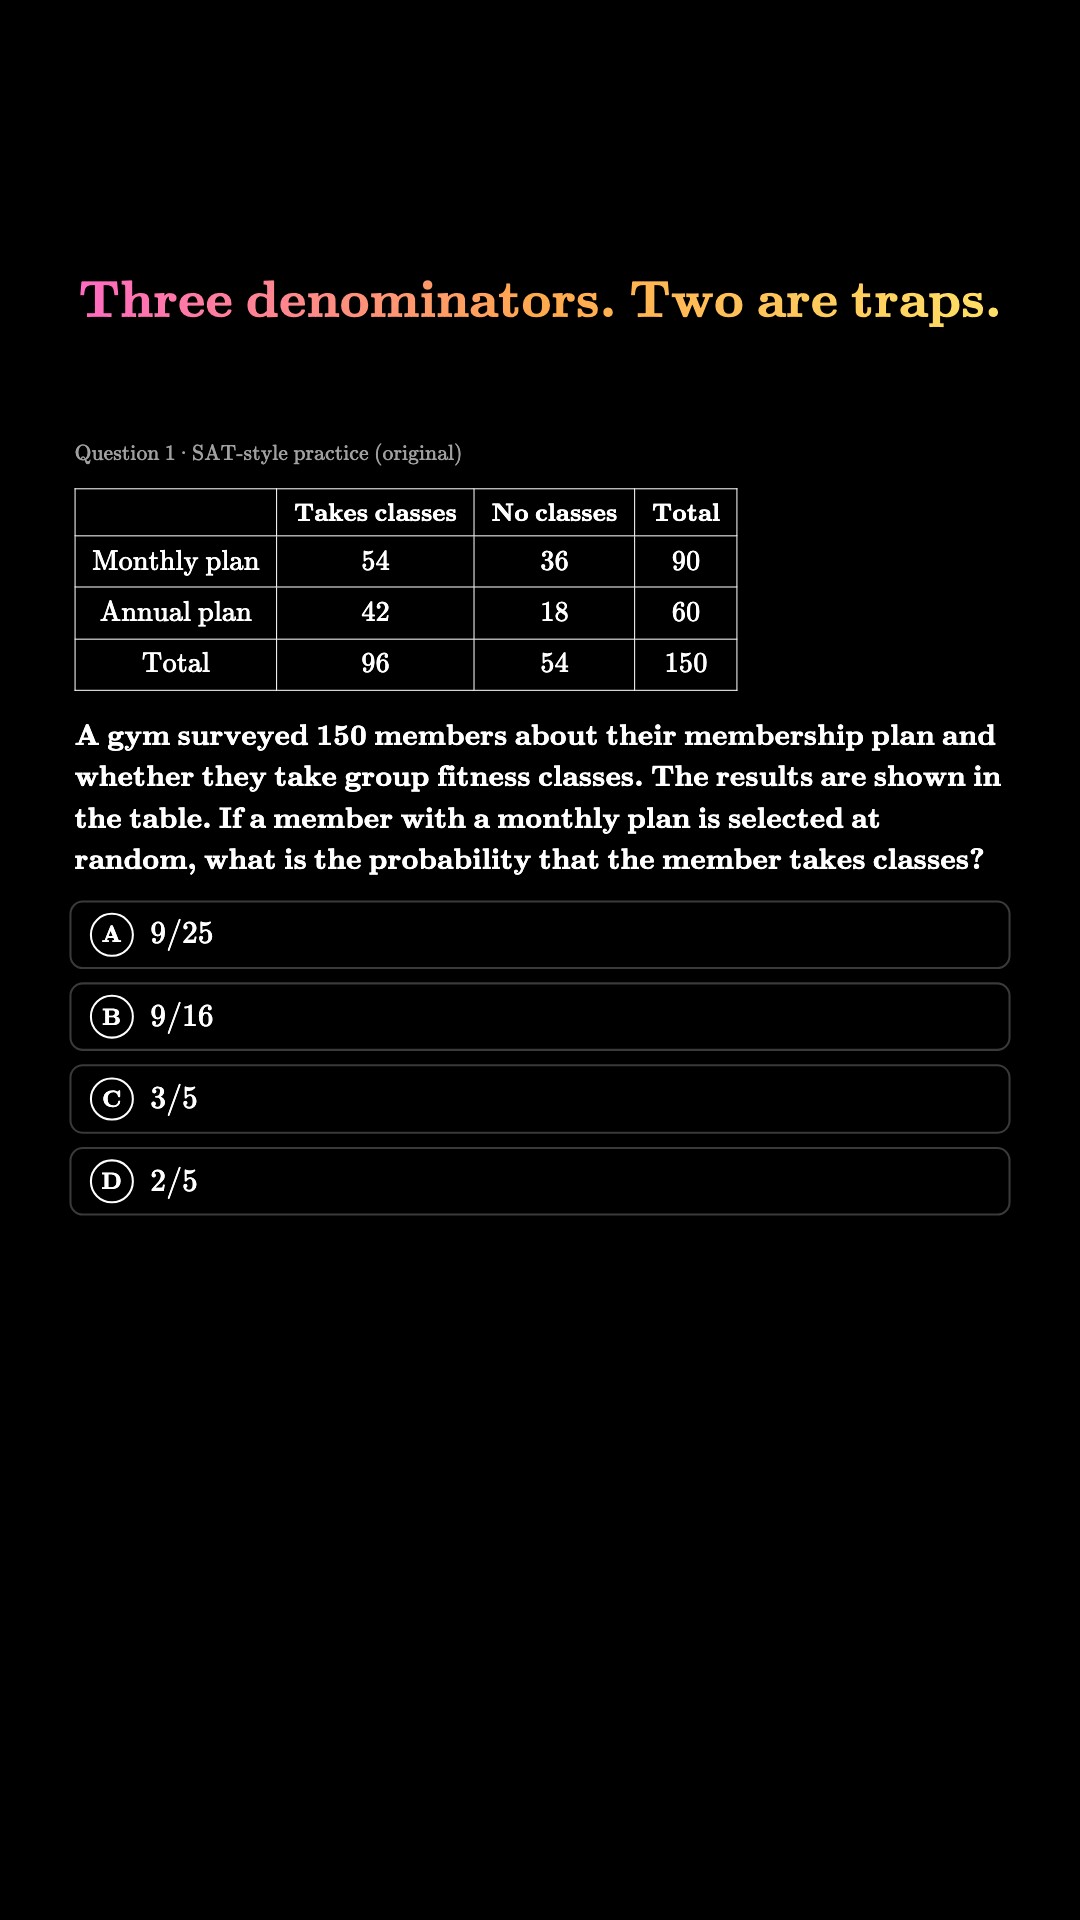 Three denominators. Two are traps.
Question 1 · SAT-style practice (original)
Takes classes No classes Total
Monthly plan 54 36 90
Annual plan 42 18 60
Total 96 54 150
A gym surveyed 150 members about their membership plan and
whether they take group fitness classes. The results are shown in
the table. If a member with a monthly plan is selected at
random, what is the probability that the member takes classes?
A 9/25
B 9/16
C 3/5
D 2/5